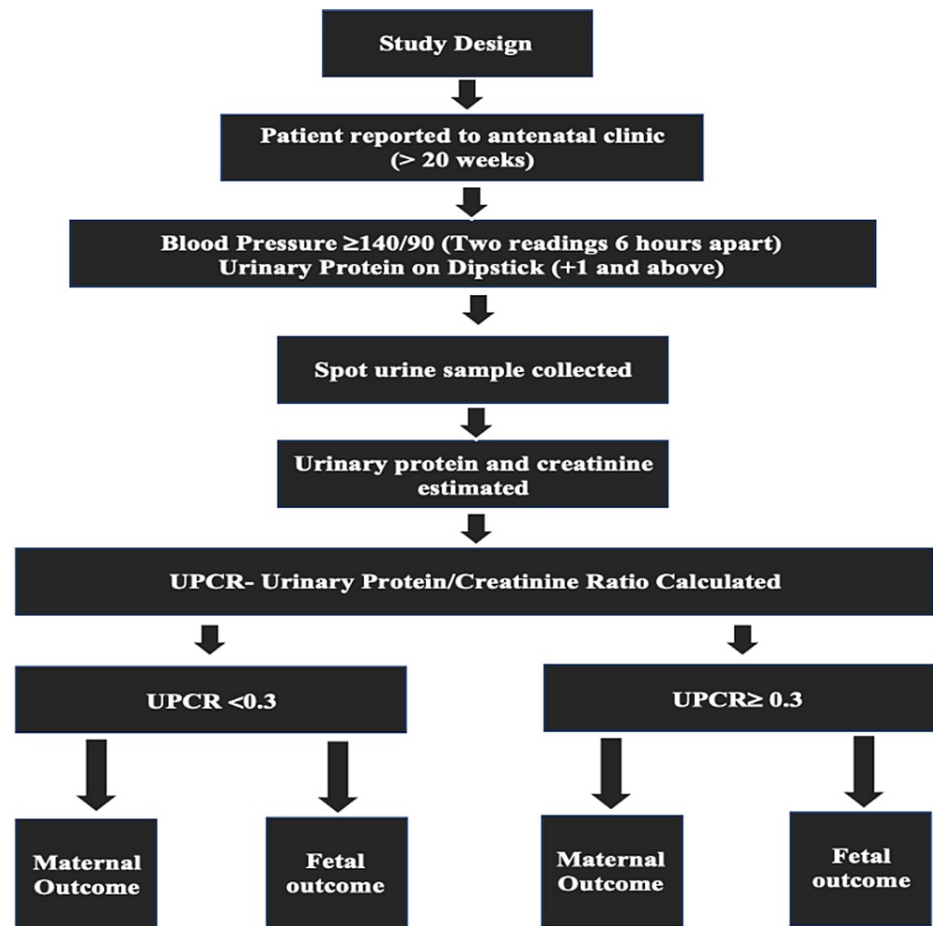 Study Design
Patient reported to antenatal clinic
(> 20 weeks)
Blood Pressure ≥140/90 (Two readings 6 hours apart)
Urinary Protein on Dipstick (+1 and above)
Spot urine sample collected
Urinary protein and creatinine
estimated
UPCR- Urinary Protein/Creatinine Ratio Calculated
UPCR <0.3
UPCR≥ 0.3
Maternal
Outcome
Fetal
outcome
Maternal
Outcome
Fetal
outcome